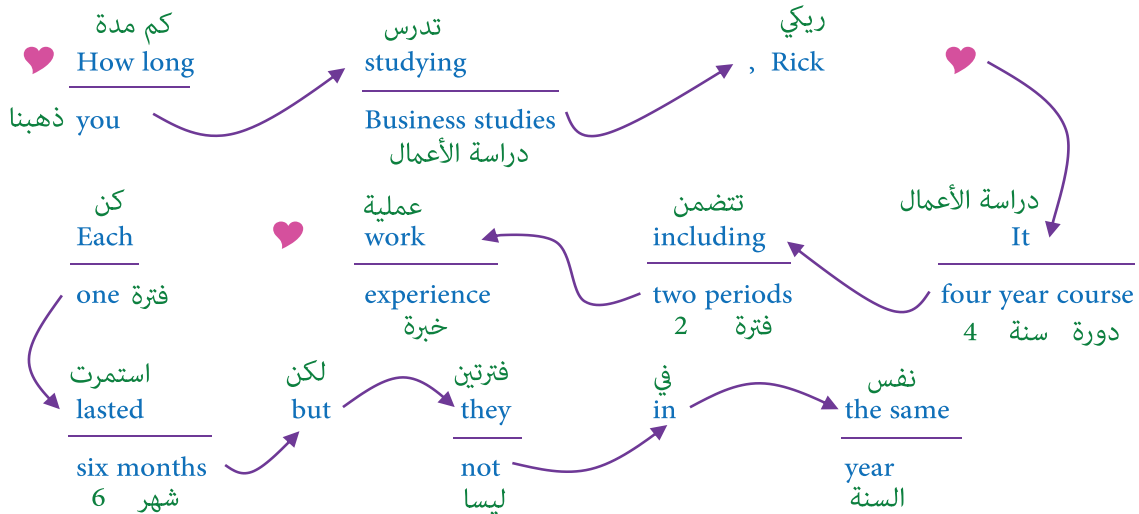 كم مدة تدرس ريكي
How long studying , Rick
ذهبنا you Business studies
دراسة الأعمال
كن عملية تتضمن دراسة الأعمال
Each work including It
one فترة experience two periods four year course
خبرة 2 فترة 4 سنة دورة
استمرت لكن فترتين في نفس
lasted but they in the same
six months not year
6 شهر ليسا السنة